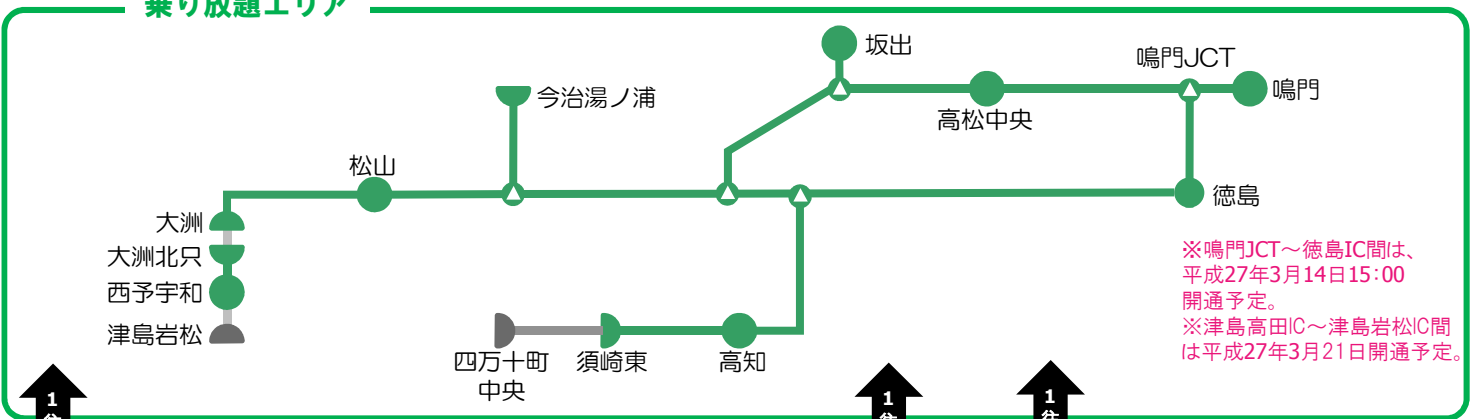 乗り放題エリア
坂出
鳴門JCT
今治湯ノ浦
鳴門
高松中央
松山
徳島
大洲
大洲北只
西予宇和
津島岩松
四万十町
中央
須崎東
高知
※鳴門JCT~徳島IC間は、
平成27年3月14日15:00
開通予定。
※津島高田IC~津島岩松IC間
は平成27年3月21日開通予定。
1
1
1